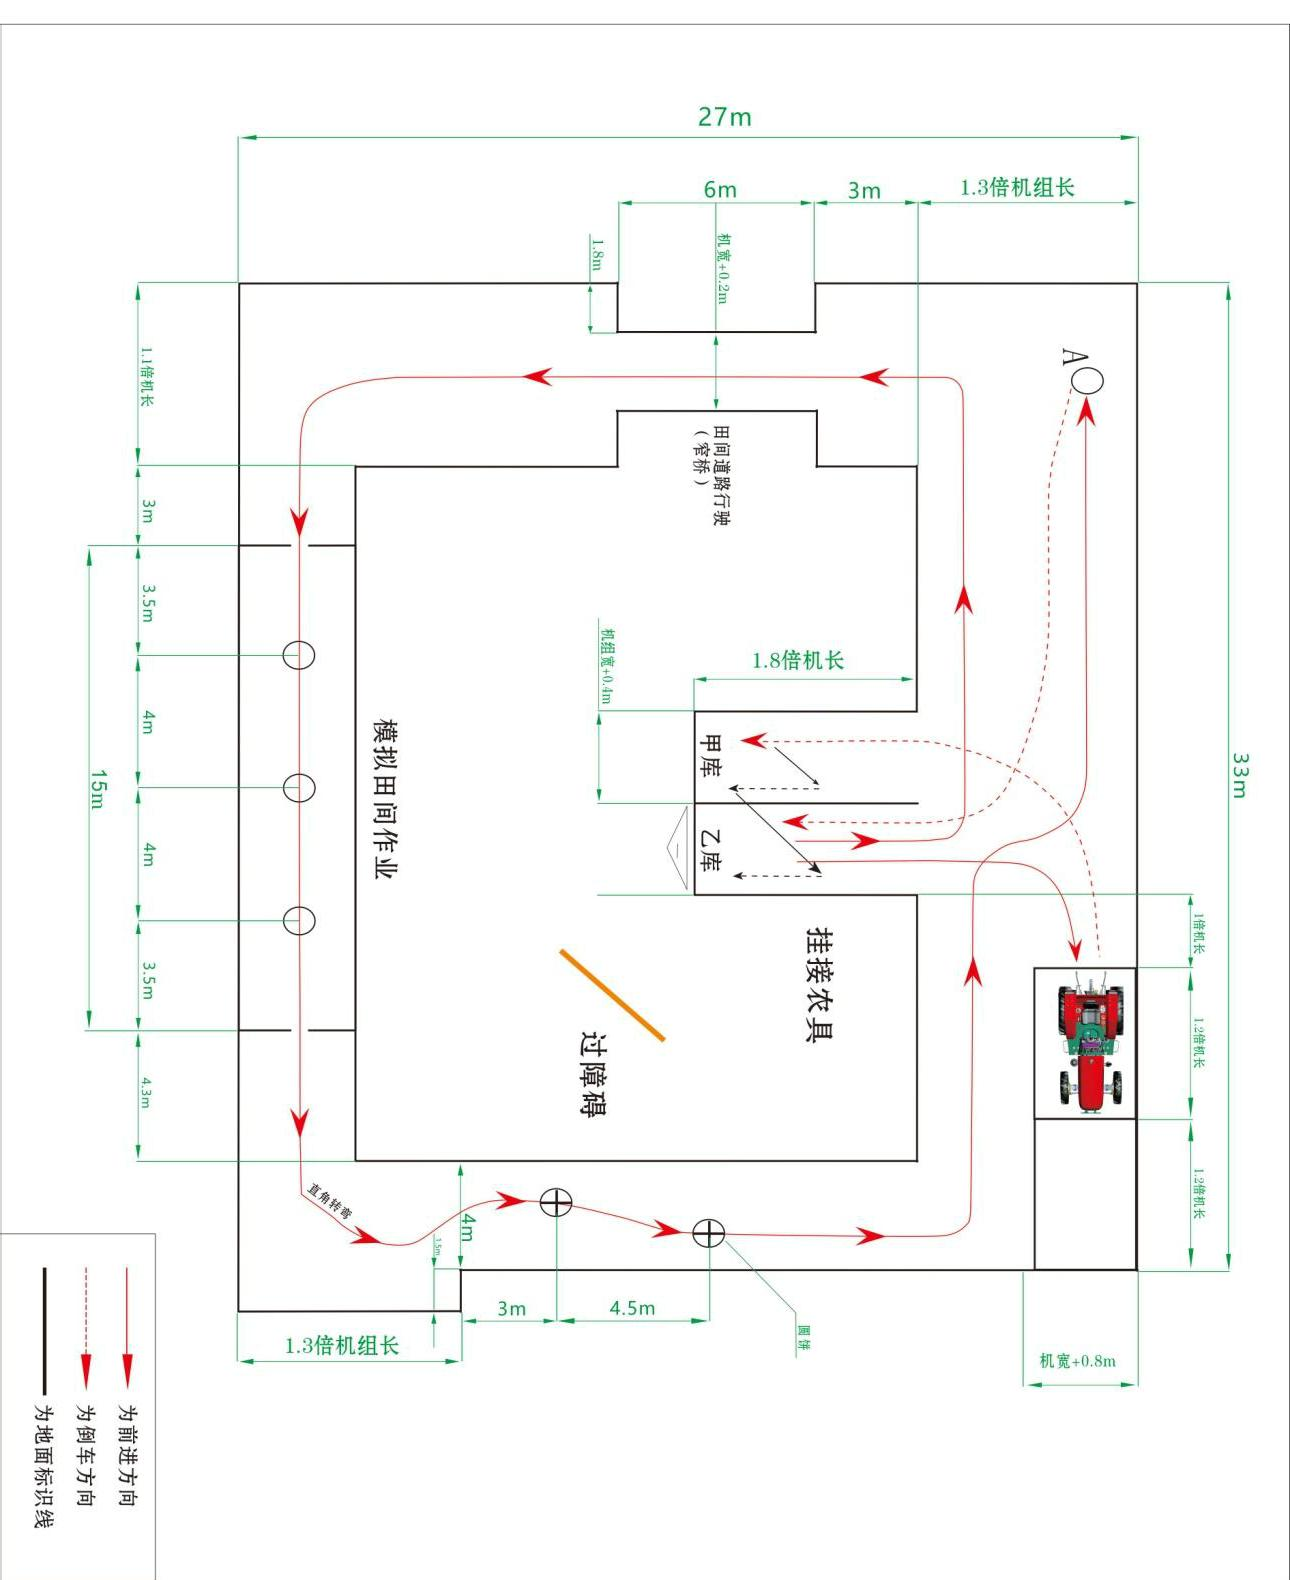 27m
6m
3m
1.3倍机组长
1.8m
机宽+0.2m
1.1倍机长
A
3m
田间道路行驶
（窄桥）
3.5m
机组宽+0.4m
1.8倍机长
4m
模拟田间作业
甲库
33m
15m
4m
乙库
1倍机长
挂接农具
3.5m
1.2倍机长
过障碍
4.3m
直角转弯
4m
1.5m
1.2倍机长
3m
4.5m
圆饼
1.3倍机组长
机宽+0.8m
为前进方向
为倒车方向
为地面标识线